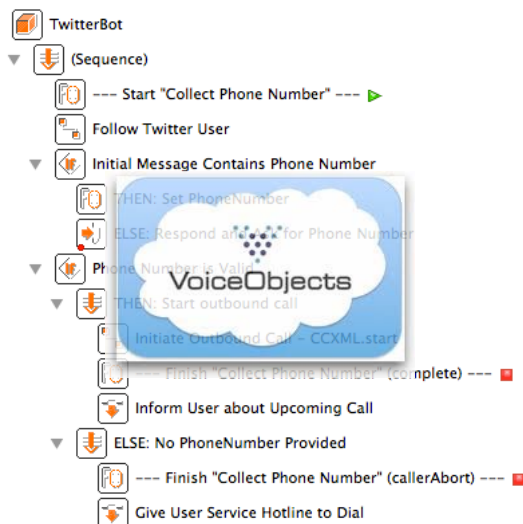 TwitterBot
(Sequence)
--- Start "Collect Phone Number" ---
Follow Twitter User
Initial Message Contains Phone Number
THEN: Set PhoneNumber
ELSE: Respond and Ask for Phone Number
Phone Number is Valid
VoiceObjects
THEN: Start outbound call
Initiate Outbound Call - CCXML.start
--- Finish "Collect Phone Number" (complete) ---
Inform User about Upcoming Call
ELSE: No PhoneNumber Provided
--- Finish "Collect Phone Number" (callerAbort) ---
Give User Service Hotline to Dial